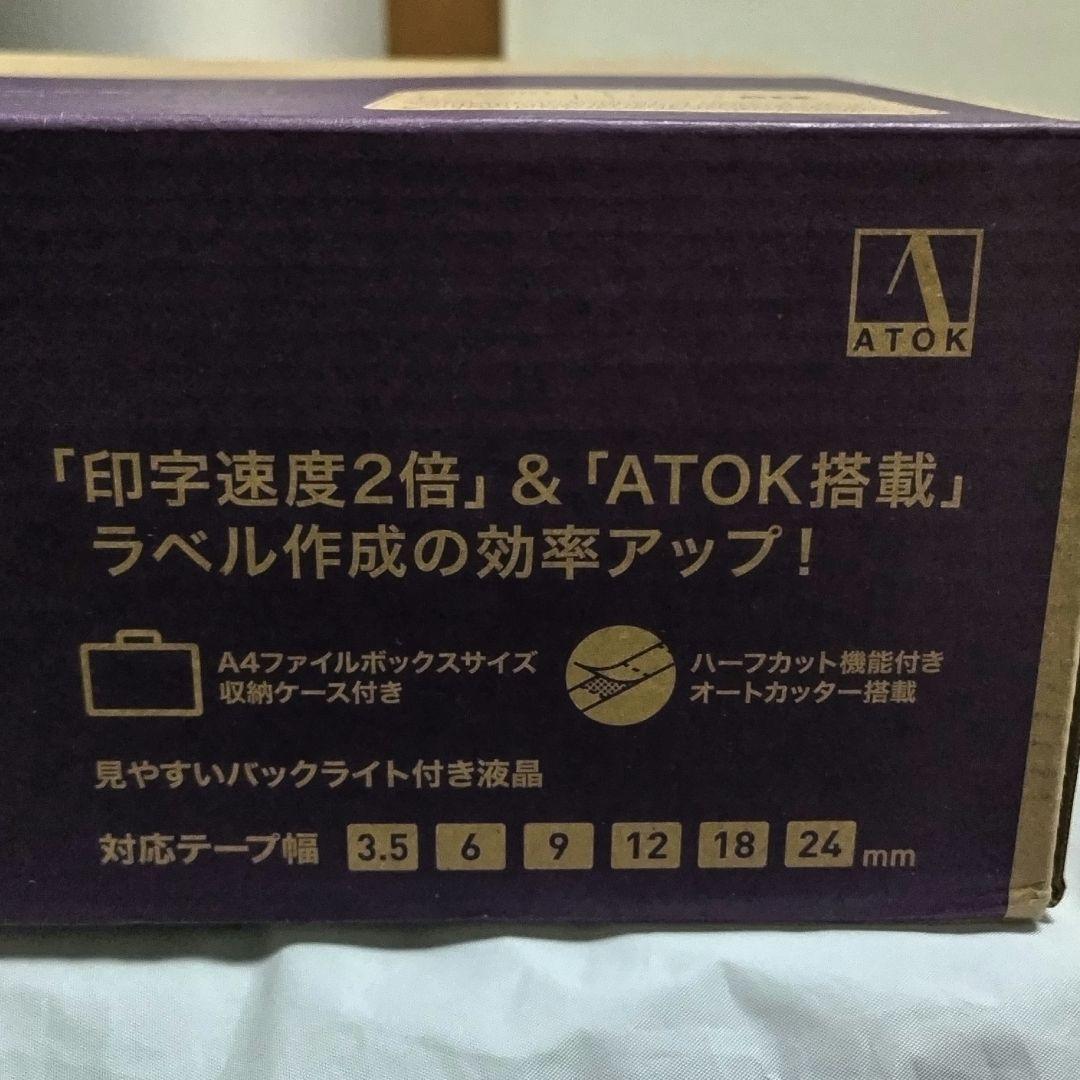 ATOK
「印字速度2倍」&「ATOK搭載」
ラベル作成の効率アップ!
A4ファイルボックスサイズ
収納ケース付き
ハーフカット機能付き
オートカッター搭載
見やすいバックライト付き液晶
対応テープ幅 3.5 6 9 12 18 24 mm